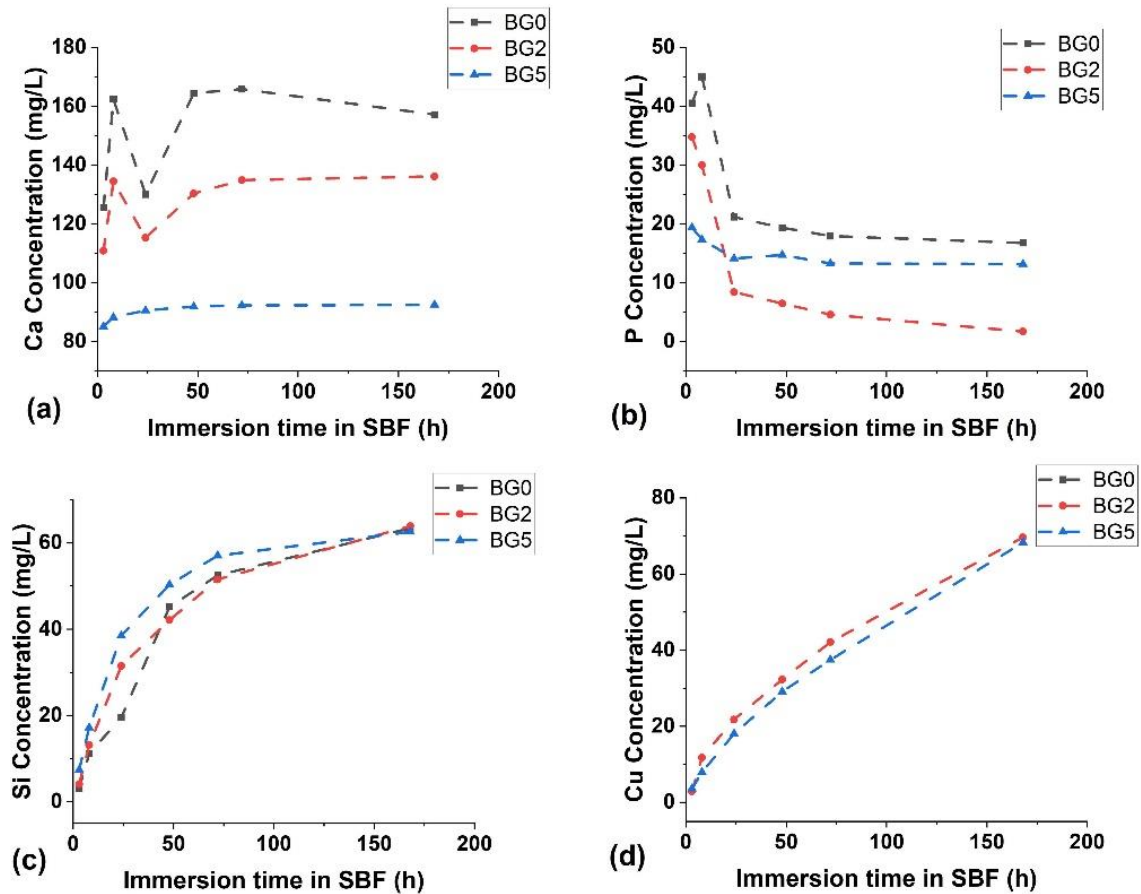 BG0
BG2
BG5
180
160
140
120
100
80
Ca Concentration (mg/L)
0
50
100
150
200
Immersion time in SBF (h)
(a)
BG0
BG2
BG5
50
40
30
20
10
0
P Concentration (mg/L)
0
50
100
150
200
Immersion time in SBF (h)
(b)
BG0
BG2
BG5
60
40
20
0
Si Concentration (mg/L)
0
50
100
150
200
Immersion time in SBF (h)
(c)
BG0
BG2
BG5
80
60
40
20
0
Cu Concentration (mg/L)
0
50
100
150
200
Immersion time in SBF (h)
(d)